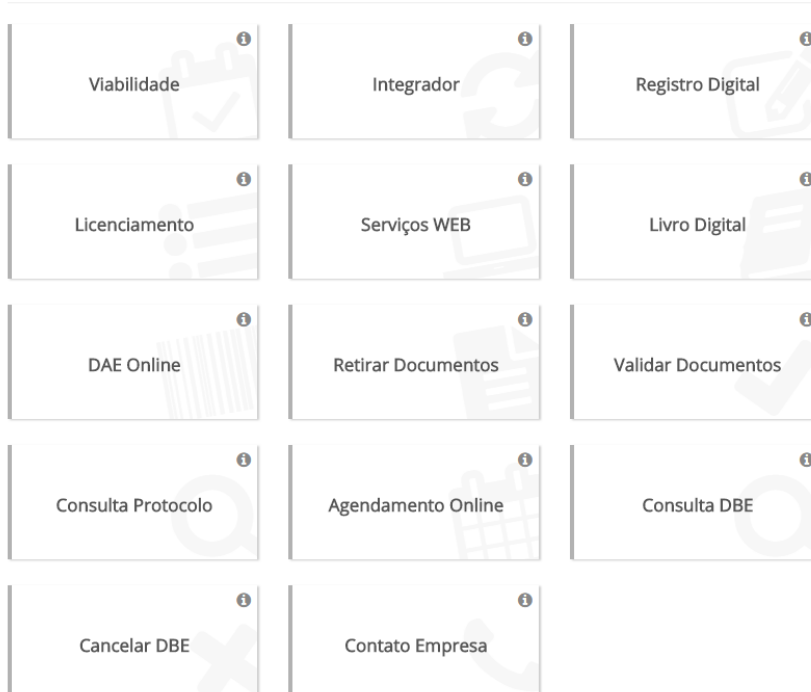 Viabilidade
Integrador
Registro Digital
Licenciamento
Serviços WEB
Livro Digital
DAE Online
Retirar Documentos
Validar Documentos
Consulta Protocolo
Agendamento Online
Consulta DBE
Cancelar DBE
Contato Empresa